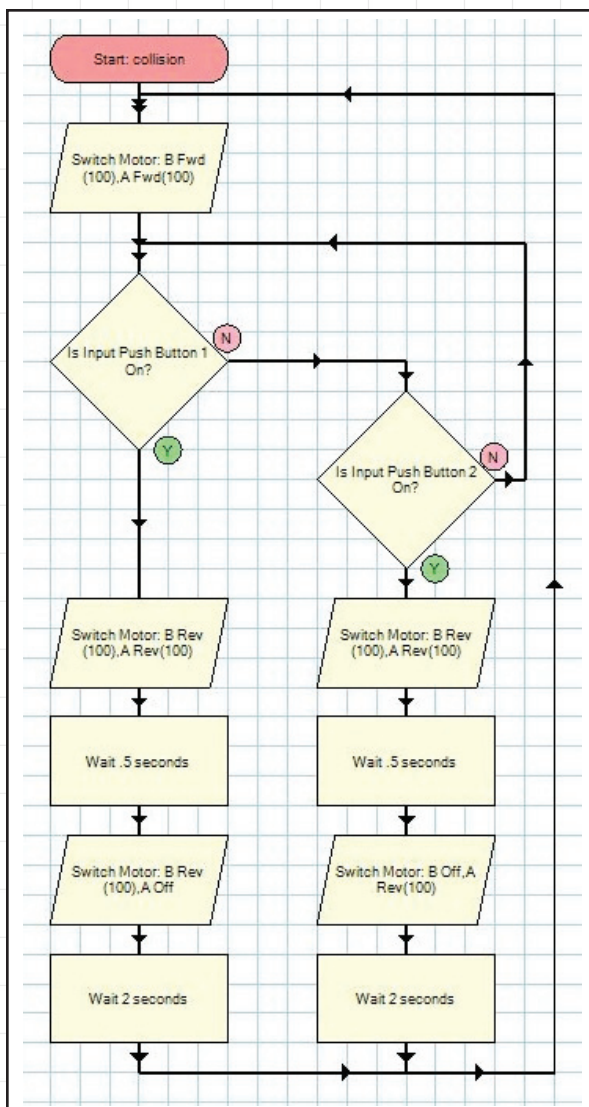 Start: collision
Switch Motor: B Fwd
(100),A Fwd(100)
Is Input Push Button 1
On?
N
Y
Is Input Push Button 2
On?
N
Y
Switch Motor: B Rev
(100),A Rev(100)
Wait .5 seconds
Switch Motor: B Rev
(100),A Off
Wait 2 seconds
Switch Motor: B Rev
(100),A Rev(100)
Wait .5 seconds
Switch Motor: B Off,A
Rev(100)
Wait 2 seconds